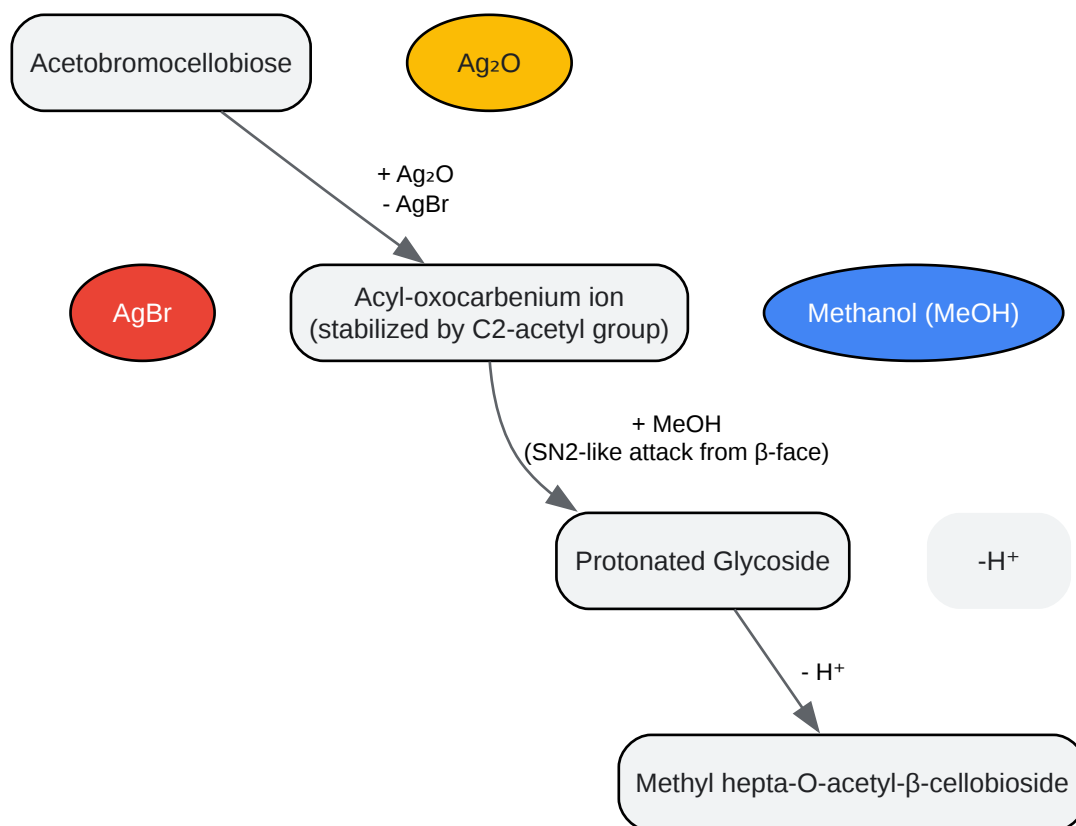 Acetobromocellobiose
Ag₂O
+ Ag₂O
- AgBr
AgBr
Acyl-oxocarbenium ion
(stabilized by C2-acetyl group)
Methanol (MeOH)
+ MeOH
(SN2-like attack from β-face)
Protonated Glycoside
-H⁺
- H⁺
Methyl hepta-O-acetyl-β-cellobioside